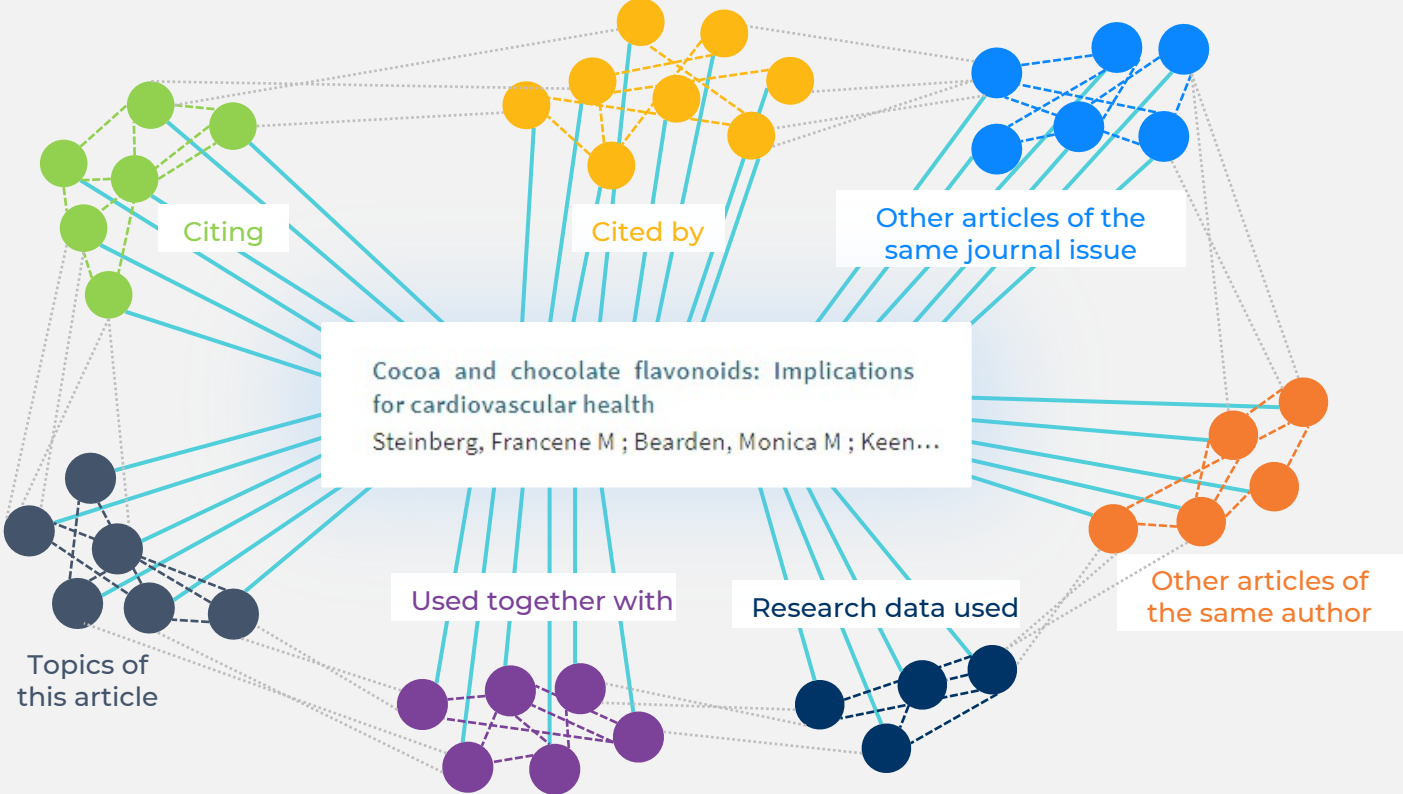 Citing
Cited by
Other articles of the
same journal issue
Cocoa and chocolate flavonoids: Implications
for cardiovascular health
Steinberg, Francene M ; Bearden, Monica M ; Keen...
Used together with
Research data used
Other articles of
the same author
Topics of
this article